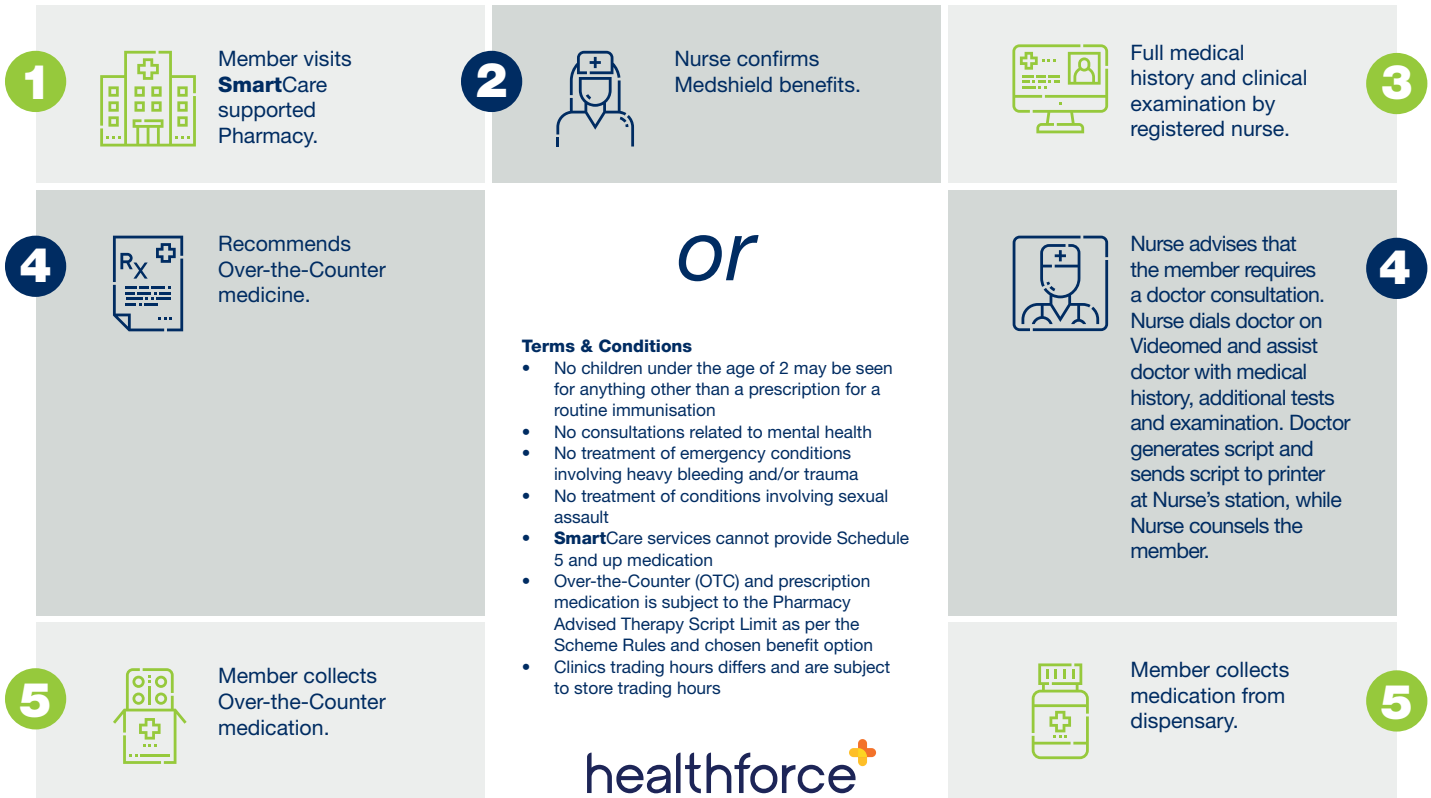 1
Member visits
SmartCare
supported
Pharmacy.
2
Nurse confirms
Medshield benefits.
3
Full medical
history and clinical
examination by
registered nurse.
4
Rx
Recommends
Over-the-Counter
medicine.
or
4
Nurse advises that
the member requires
a doctor consultation.
Nurse dials doctor on
Videomed and assist
doctor with medical
history, additional tests
and examination. Doctor
generates script and
sends script to printer
at Nurse's station, while
Nurse counsels the
member.
Terms & Conditions
• No children under the age of 2 may be seen
for anything other than a prescription for a
routine immunisation
• No consultations related to mental health
• No treatment of emergency conditions
involving heavy bleeding and/or trauma
• No treatment of conditions involving sexual
assault
• SmartCare services cannot provide Schedule
5 and up medication
• Over-the-Counter (OTC) and prescription
medication is subject to the Pharmacy
Advised Therapy Script Limit as per the
Scheme Rules and chosen benefit option
• Clinics trading hours differs and are subject
to store trading hours
5
Member collects
Over-the-Counter
medication.
5
Member collects
medication from
dispensary.
healthforce